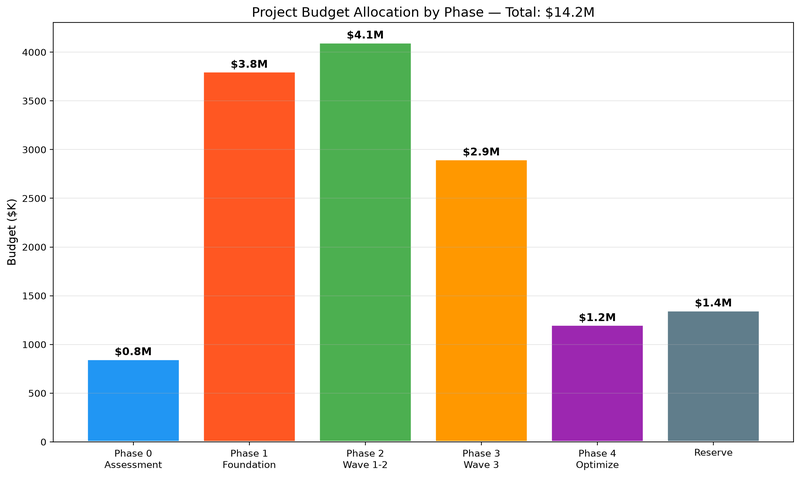 Project Budget Allocation by Phase — Total: $14.2M
Budget ($K)
4000
3500
3000
2500
2000
1500
1000
500
0
$0.8M
$3.8M
$4.1M
$2.9M
$1.2M
$1.4M
Phase 0
Assessment
Phase 1
Foundation
Phase 2
Wave 1-2
Phase 3
Wave 3
Phase 4
Optimize
Reserve